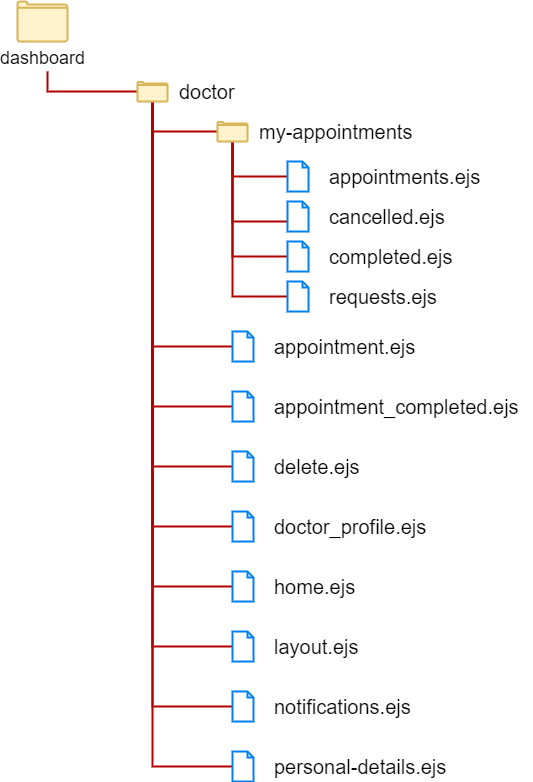 dashboard
doctor
my-appointments
appointments.ejs
cancelled.ejs
completed.ejs
requests.ejs
appointment.ejs
appointment_completed.ejs
delete.ejs
doctor_profile.ejs
home.ejs
layout.ejs
notifications.ejs
personal-details.ejs